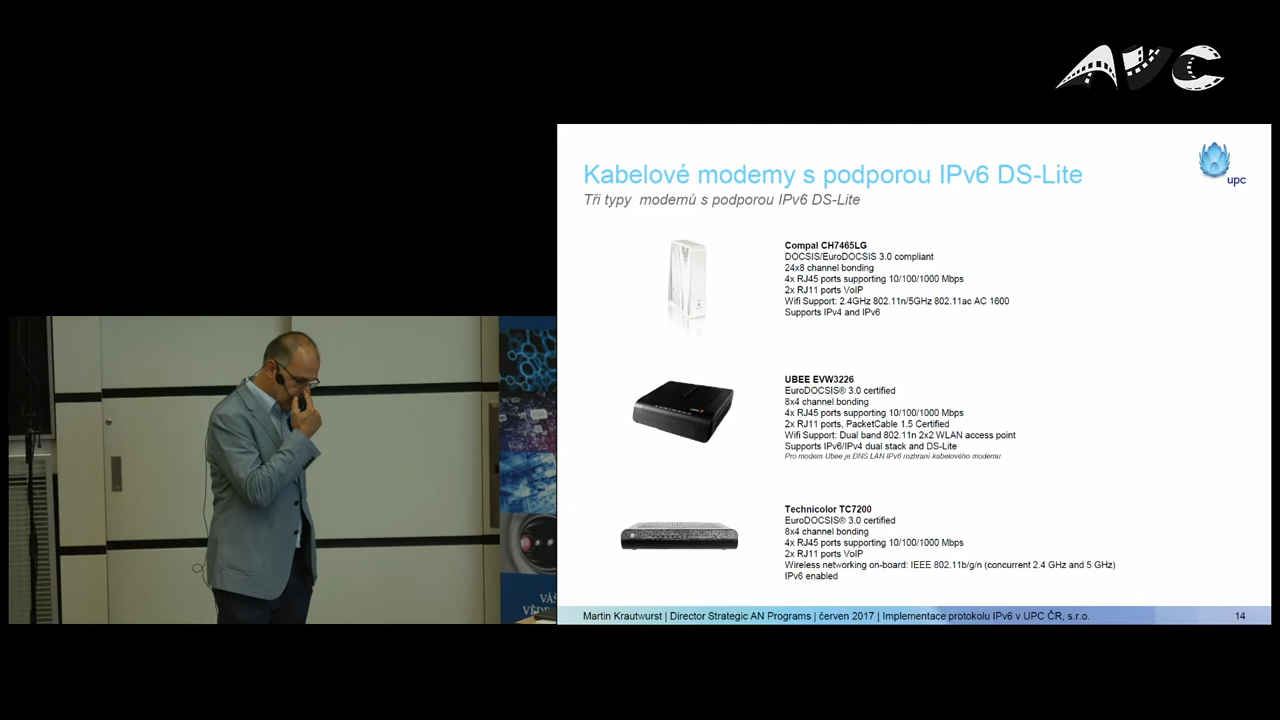 AVC
upc
Kabelové modemy s podporou IPv6 DS-Lite
Tři typy modemů s podporou IPv6 DS-Lite
Compal CH7465LG
DOCSIS/EuroDOCSIS 3.0 compliant
24x8 channel bonding
4x RJ45 ports supporting 10/100/1000 Mbps
2x RJ11 ports VoIP
Wifi Support: 2.4GHz 802.11n/5GHz 802.11ac AC 1600
Supports IPv4 and IPv6
UBEE EVW3226
EuroDOCSIS® 3.0 certified
8x4 channel bonding
4x RJ45 ports supporting 10/100/1000 Mbps
2x RJ11 ports, PacketCable 1.5 Certified
Wifi Support: Dual band 802.11n 2x2 WLAN access point
Supports IPv6/IPv4 dual stack and DS-Lite
Pro modem Ubee je DNS LAN IPv6 rozhraní kabelového modemu
Technicolor TC7200
EuroDOCSIS® 3.0 certified
8x4 channel bonding
4x RJ45 ports supporting 10/100/1000 Mbps
2x RJ11 ports VoIP
Wireless networking on-board: IEEE 802.11b/g/n (concurrent 2.4 GHz and 5 GHz)
IPv6 enabled
Martin Krautwurst | Director Strategic AN Programs | červen 2017 | Implementace protokolu IPv6 v UPC ČR, s.r.o. 14